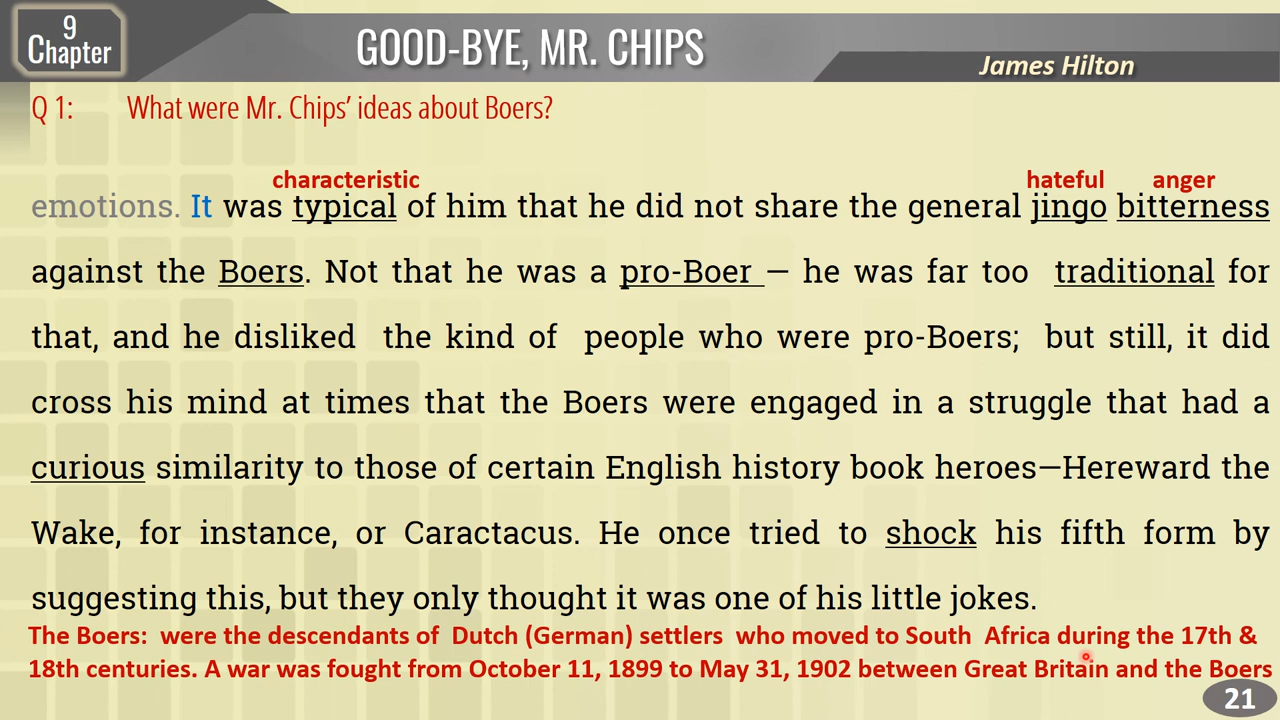 9
Chapter
GOOD-BYE, MR. CHIPS
James Hilton
Q 1: What were Mr. Chips' ideas about Boers?
characteristic hateful anger
emotions. It was typical of him that he did not share the general jingo bitterness
against the Boers. Not that he was a pro-Boer — he was far too traditional for
that, and he disliked the kind of people who were pro-Boers; but still, it did
cross his mind at times that the Boers were engaged in a struggle that had a
curious similarity to those of certain English history book heroes—Hereward the
Wake, for instance, or Caractacus. He once tried to shock his fifth form by
suggesting this, but they only thought it was one of his little jokes.
The Boers: were the descendants of Dutch (German) settlers who moved to South Africa during the 17th &
18th centuries. A war was fought from October 11, 1899 to May 31, 1902 between Great Britain and the Boers
21